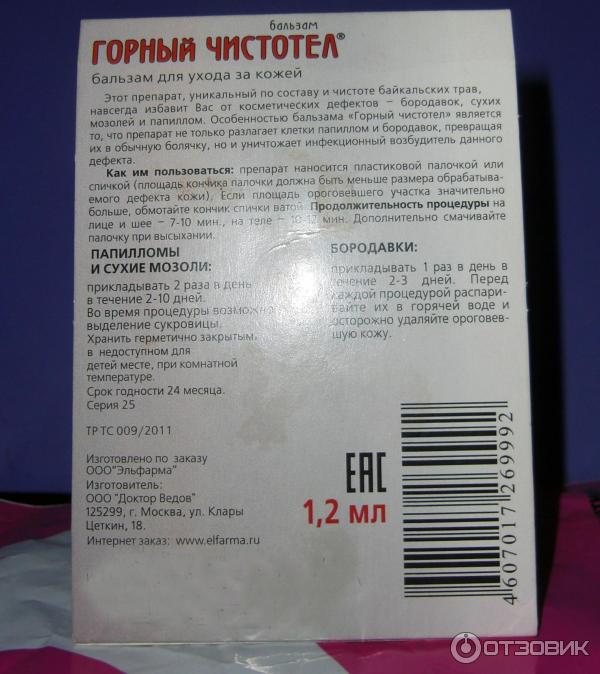 бальзам
ГОРНЫЙ ЧИСТОТЕЛ®
бальзам для ухода за кожей
Этот препарат, уникальный по составу и чистоте байкальских трав,
навсегда избавит Вас от косметических дефектов – бородавок, сухих
мозолей и папиллом. Особенностью бальзама «Горный чистотел» является
то, что препарат не только разлагает клетки папиллом и бородавок, превращая
их в обычную болячку, но и уничтожает инфекционный возбудитель данного
дефекта.
Как им пользоваться: препарат наносится пластиковой палочкой или
спичкой (площадь кончика палочки должна быть меньше размера обрабатыва-
емого дефекта кожи). Если площадь ороговевшего участка значительно
больше, обмотайте кончик спички ватой. Продолжительность процедуры на
лице и шее – 7-10 мин., на теле – 10-12 мин. Дополнительно смачивайте
палочку при высыхании.
ПАПИЛЛОМЫ
И СУХИЕ МОЗОЛИ:
прикладывать 2 раза в день
в течение 2-10 дней.
Во время процедуры возможно
выделение сукровицы.
Хранить герметично закрытым,
в недоступном для
детей месте, при комнатной
температуре.
Срок годности 24 месяца.
Серия 25
ТР ТС 009/2011
Изготовлено по заказу
ООО"Эльфарма"
Изготовитель:
ООО "Доктор Ведов"
125299, г. Москва, ул. Клары
Цеткин, 18.
Интернет заказ: www.elfarma.ru
БОРОДАВКИ:
прикладывать 1 раз в день в
течение 2-3 дней. Перед
каждой процедурой распари-
вайте их в горячей воде и
осторожно удаляйте орогове-
вшую кожу.
ЕАС
1,2 мл
4607017269992
ОТЗОВИК